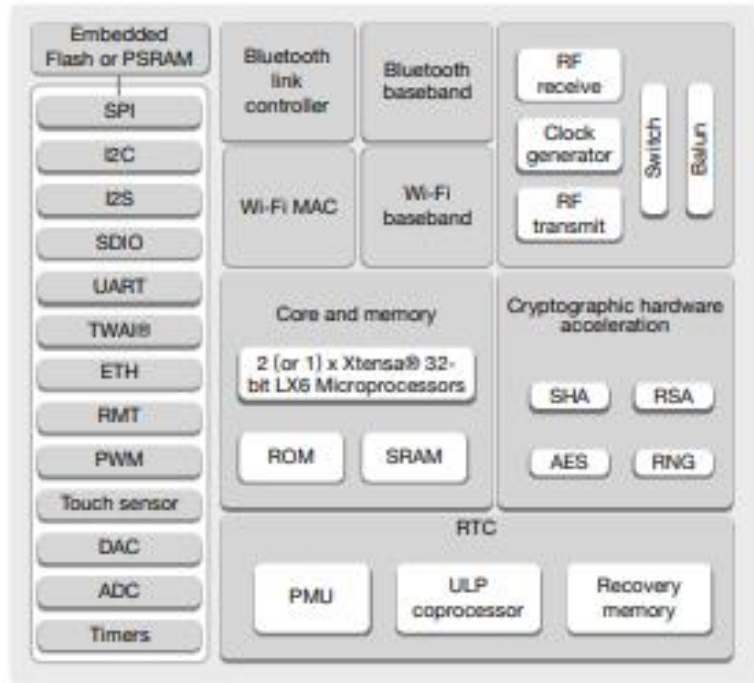 Embedded
Flash or PSRAM
SPI
I2C
I2S
SDIO
UART
TWAI®
ETH
RMT
PWM
Touch sensor
DAC
ADC
Timers
Bluetooth
link
controller
Bluetooth
baseband
Wi-Fi MAC
Wi-Fi
baseband
RF
receive
Clock
generator
RF
transmit
Switch
Balun
Core and memory
2 (or 1) x Xtensa® 32-
bit LX6 Microprocessors
ROM
SRAM
Cryptographic hardware
acceleration
SHA
RSA
AES
RNG
RTC
PMU
ULP
coprocessor
Recovery
memory